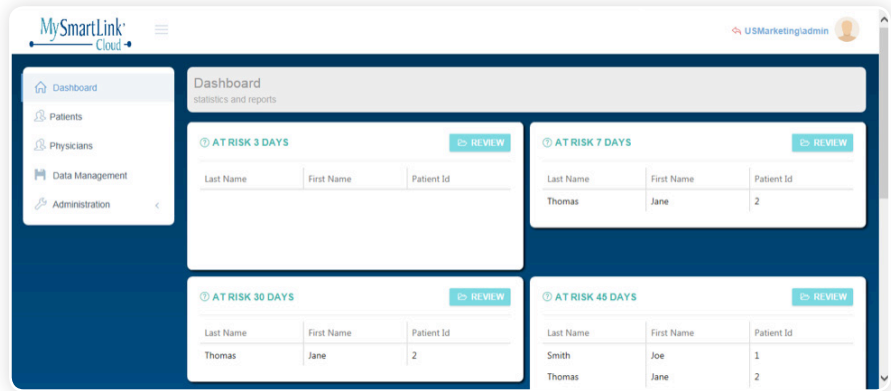 MySmartLink
Cloud
USMarketing\admin
Dashboard
Patients
Physicians
Data Management
Administration
Dashboard
statistics and reports
AT RISK 3 DAYS
REVIEW
Last Name First Name Patient Id
AT RISK 7 DAYS
REVIEW
Last Name First Name Patient Id
Thomas Jane 2
AT RISK 30 DAYS
REVIEW
Last Name First Name Patient Id
Thomas Jane 2
AT RISK 45 DAYS
REVIEW
Last Name First Name Patient Id
Smith Joe 1
Thomas Jane 2